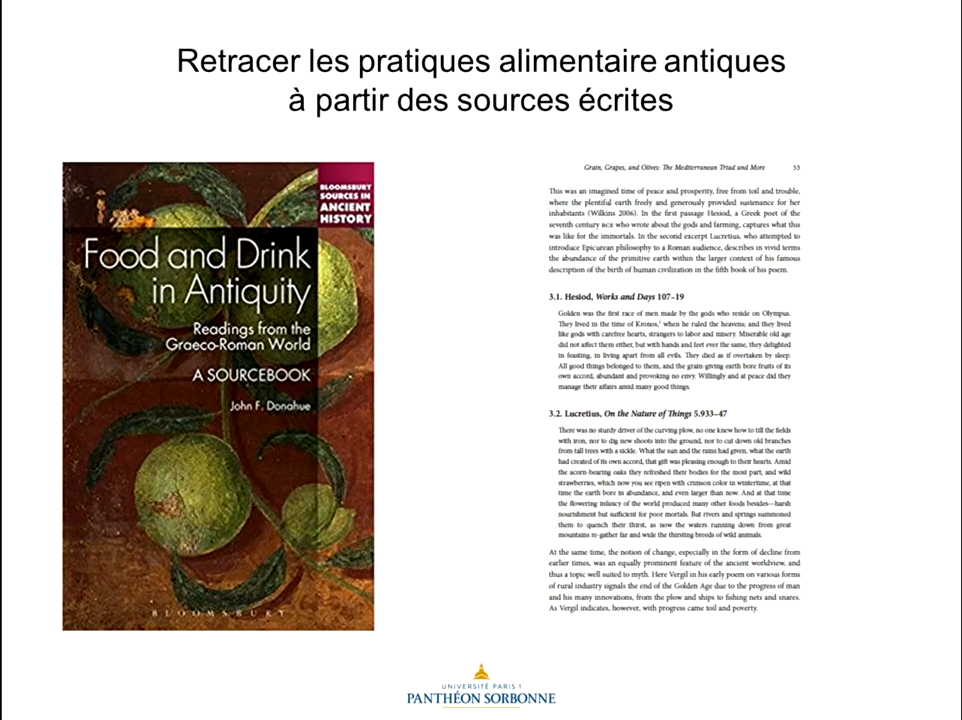 Retracer les pratiques alimentaire antiques
à partir des sources écrites
BLOOMSBURY
SOURCES IN
ANCIENT
HISTORY
Food and Drink
in Antiquity
Readings from the
Graeco-Roman World
A SOURCEBOOK
John F. Donahue
BLOOMSBURY
Grain, Grapes, and Olives: The Mediterranean Triad and More 53
This was an imagined time of peace and prosperity, free from toil and trouble,
where the plentiful earth freely and generously provided sustenance for her
inhabitants (Wilkins 2006). In the first passage Hesiod, a Greek poet of the
seventh century BCE who wrote about the gods and farming, captures what this
was like for the immortals. In the second excerpt Lucretius, who attempted to
introduce Epicurean philosophy to a Roman audience, describes in vivid terms
the abundance of the primitive earth within the larger context of his famous
description of the birth of human civilization in the fifth book of his poem.
3.1. Hesiod, Works and Days 107–19
Golden was the first race of men made by the gods who reside on Olympus.
They lived in the time of Kronos,¹ when he ruled the heavens; and they lived
like gods with carefree hearts, strangers to labor and misery. Miserable old age
did not affect them either, but with hands and feet ever the same, they delighted
in feasting, in living apart from all evils. They died as if overtaken by sleep.
All good things belonged to them, and the grain-giving earth bore fruits of its
own accord, abundant and provoking no envy. Willingly and at peace did they
manage their affairs amid many good things.
3.2. Lucretius, On the Nature of Things 5.933–47
There was no sturdy driver of the curving plow, no one knew how to till the fields
with iron, nor to dig new shoots into the ground, nor to cut down old branches
from tall trees with a sickle. What the sun and the rains had given, what the earth
had created of its own accord, that gift was pleasing enough to their hearts. Amid
the acorn-bearing oaks they refreshed their bodies for the most part, and wild
strawberries, which now you see ripen with crimson color in wintertime, at that
time the earth bore in abundance, and even larger than now. And at that time
the flowering infancy of the world produced many other foods besides—harsh
nourishment but sufficient for poor mortals. But rivers and springs summoned
them to quench their thirst, as now the waters running down from great
mountains re-gather far and wide the thirsting breeds of wild animals.
At the same time, the notion of change, especially in the form of decline from
earlier times, was an equally prominent feature of the ancient worldview, and
thus a topic well suited to myth. Here Vergil in his early poem on various forms
of rural industry signals the end of the Golden Age due to the progress of man
and his many innovations, from the plow and ships to fishing nets and snares.
As Vergil indicates, however, with progress came toil and poverty.
UNIVERSITÉ PARIS 1
PANTHÉON SORBONNE